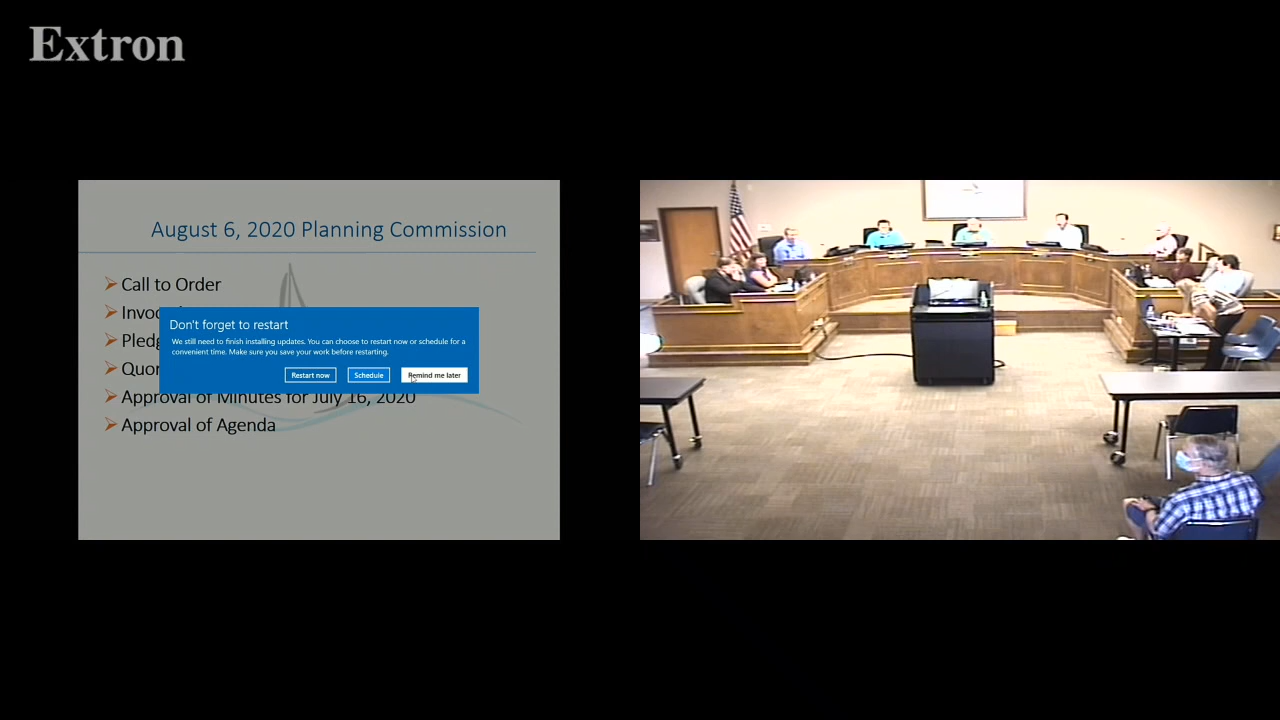 Extron
August 6, 2020 Planning Commission
Call to Order
Invoc
Pledg
Quor
Approval of Minutes for July 16, 2020
Approval of Agenda
Don't forget to restart
We still need to finish installing updates. You can choose to restart now or schedule for a
convenient time. Make sure you save your work before restarting.
Restart now
Schedule
Remind me later